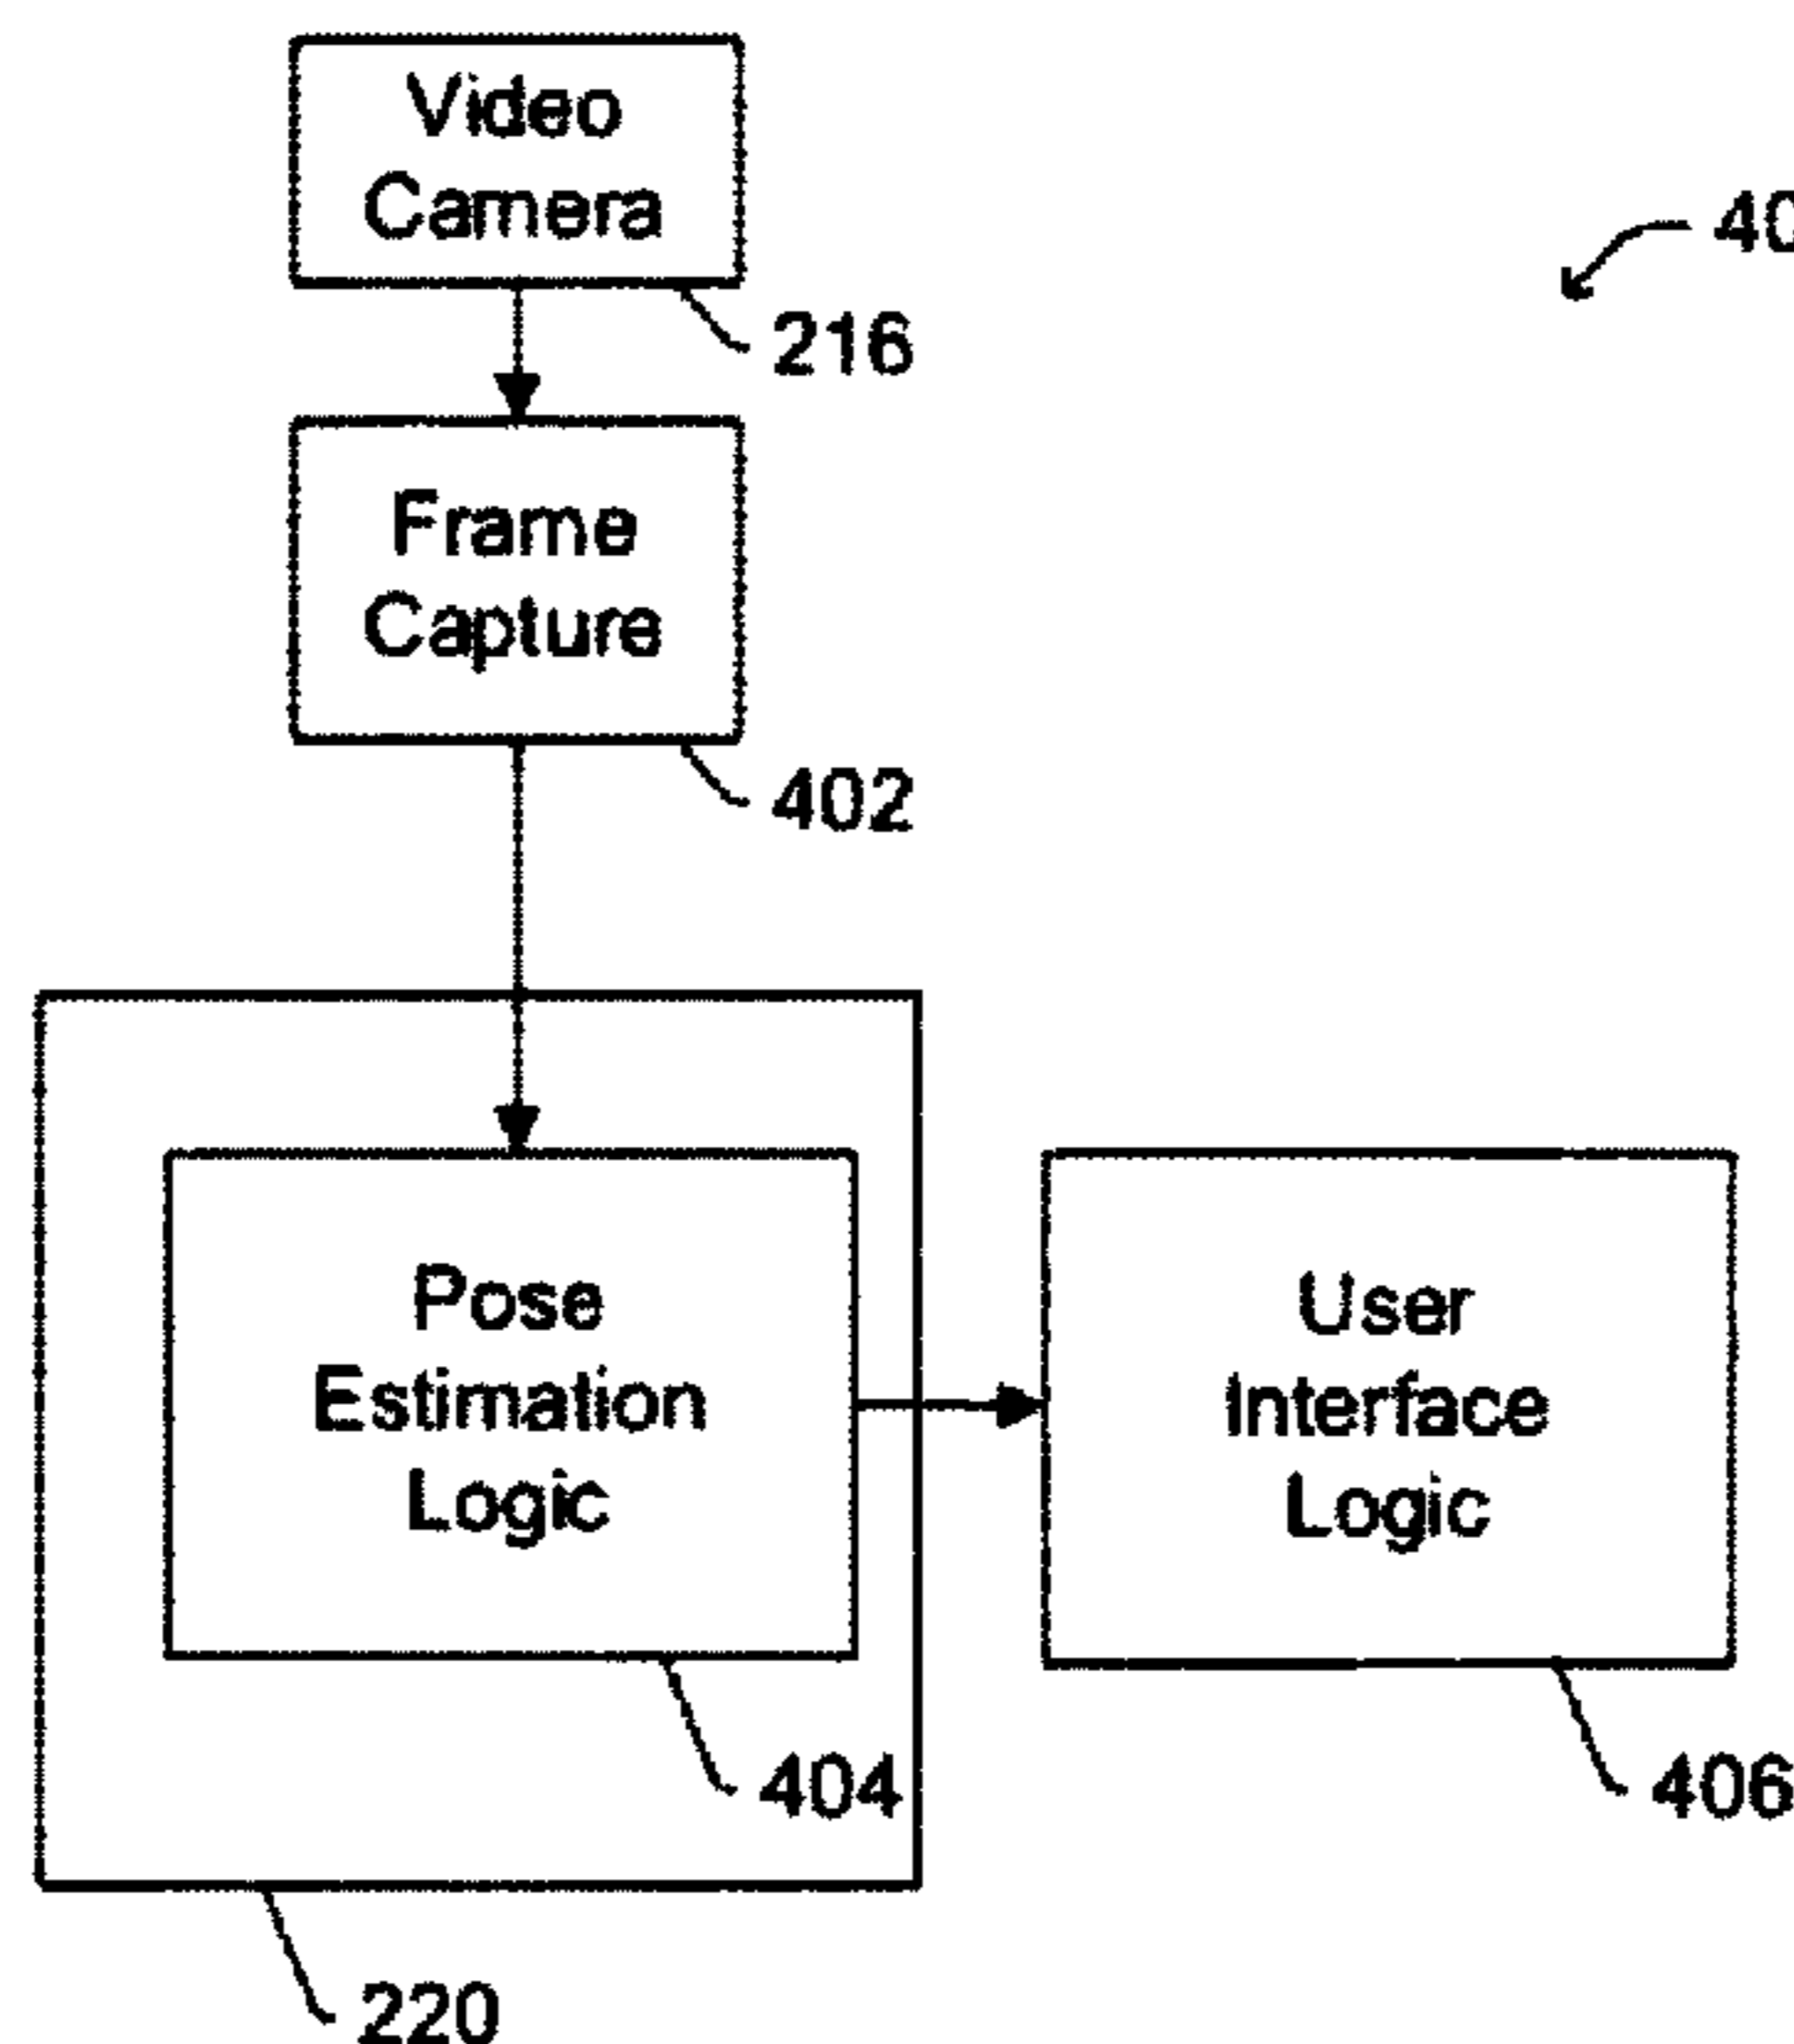 Video
Camera
216
Frame
Capture
402
Pose
Estimation
Logic
404
User
Interface
Logic
406
220